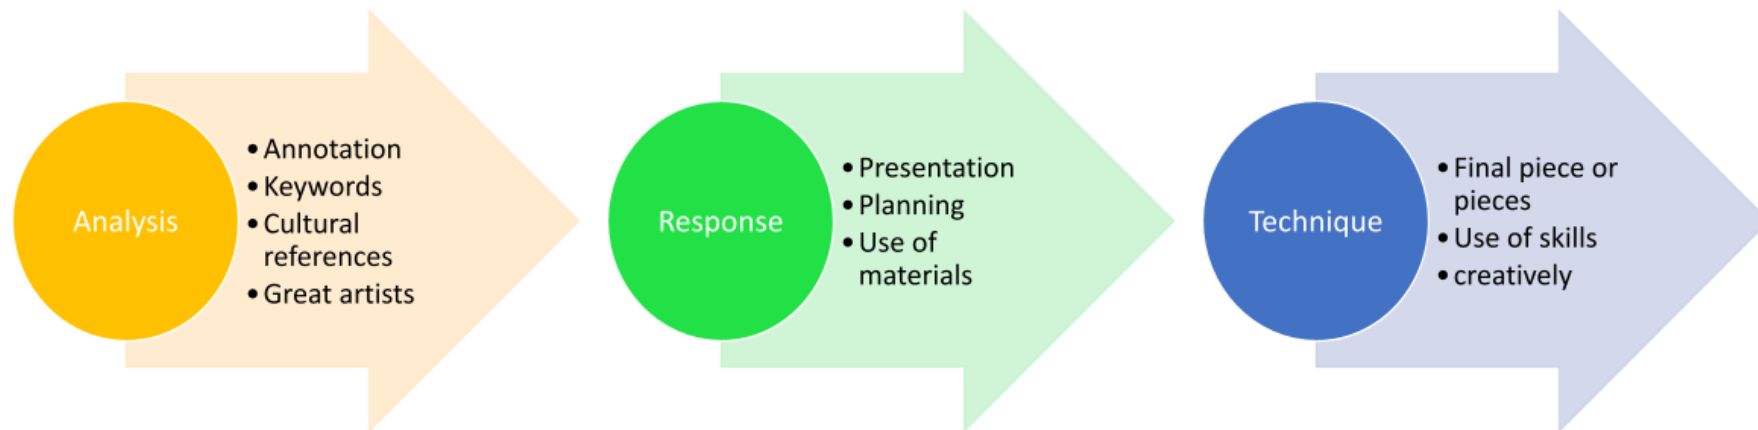 Analysis
• Annotation
• Keywords
• Cultural
references
• Great artists
Response
• Presentation
• Planning
• Use of
materials
Technique
• Final piece or
pieces
• Use of skills
• creatively